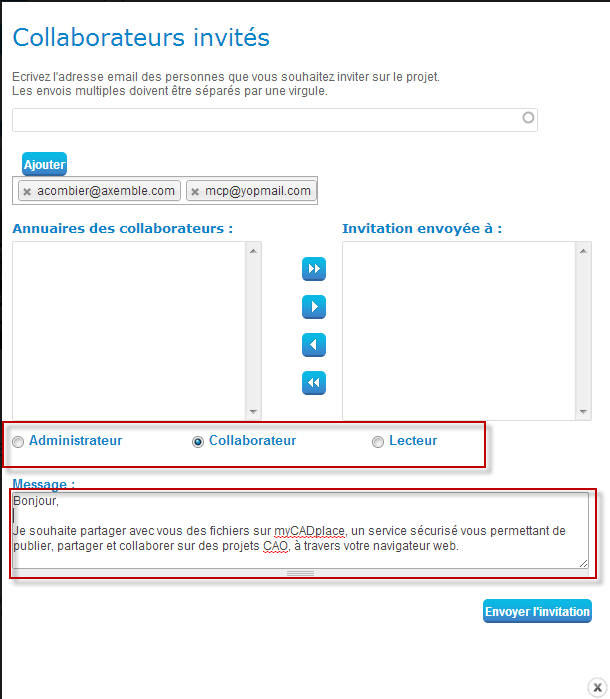 Collaborateurs invités
Ecrivez l'adresse email des personnes que vous souhaitez inviter sur le projet.
Les envois multiples doivent être séparés par une virgule.
Ajouter
acombier@axemble.com mcp@yopmail.com
Annuaires des collaborateurs : Invitation envoyée à :
Administrateur Collaborateur Lecteur
Message :
Bonjour,
Je souhaite partager avec vous des fichiers sur myCADplace, un service sécurisé vous permettant de
publier, partager et collaborer sur des projets CAO, à travers votre navigateur web.
Envoyer l'invitation